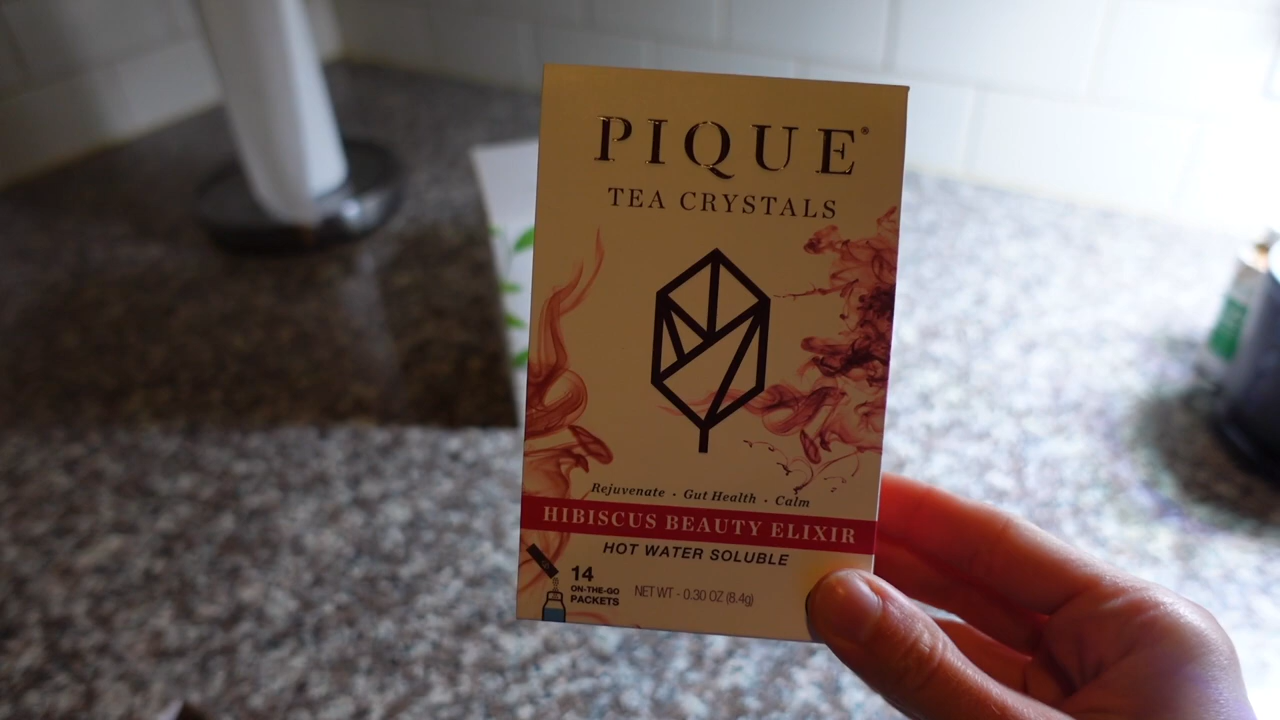 PIQUE®
TEA CRYSTALS
Rejuvenate · Gut Health · Calm
HIBISCUS BEAUTY ELIXIR
HOT WATER SOLUBLE
14
ON-THE-GO
PACKETS
NET WT - 0.30 OZ (8.4g)